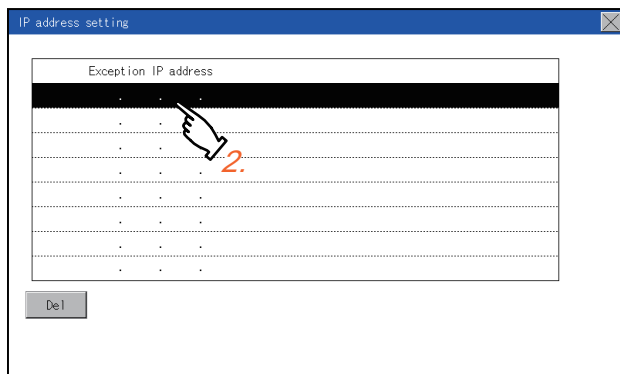 IP address setting
Exception IP address
. . .
. . .
. .
. . .
. . .
. . .
. . .
. . .
2.
Del